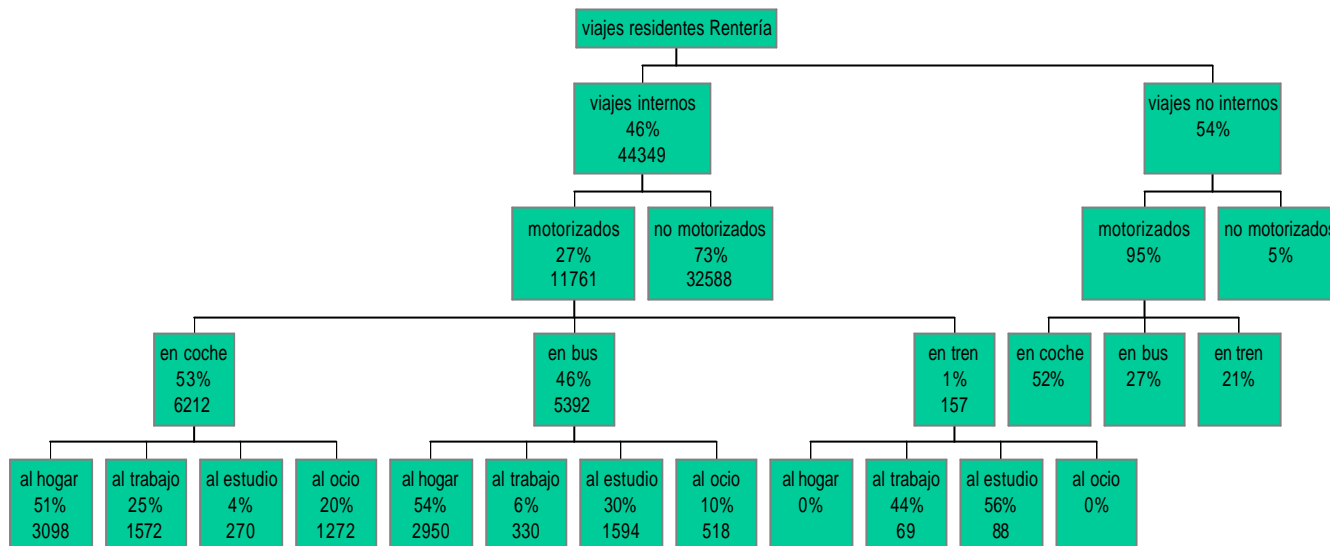 viajes residentes Rentería
viajes internos
46%
44349
viajes no internos
54%
motorizados
27%
11761
no motorizados
73%
32588
motorizados
95%
no motorizados
5%
en coche
53%
6212
en bus
46%
5392
en tren
1%
157
en coche
52%
en bus
27%
en tren
21%
al hogar
51%
3098
al trabajo
25%
1572
al estudio
4%
270
al ocio
20%
1272
al hogar
54%
2950
al trabajo
6%
330
al estudio
30%
1594
al ocio
10%
518
al hogar
0%
al trabajo
44%
69
al estudio
56%
88
al ocio
0%